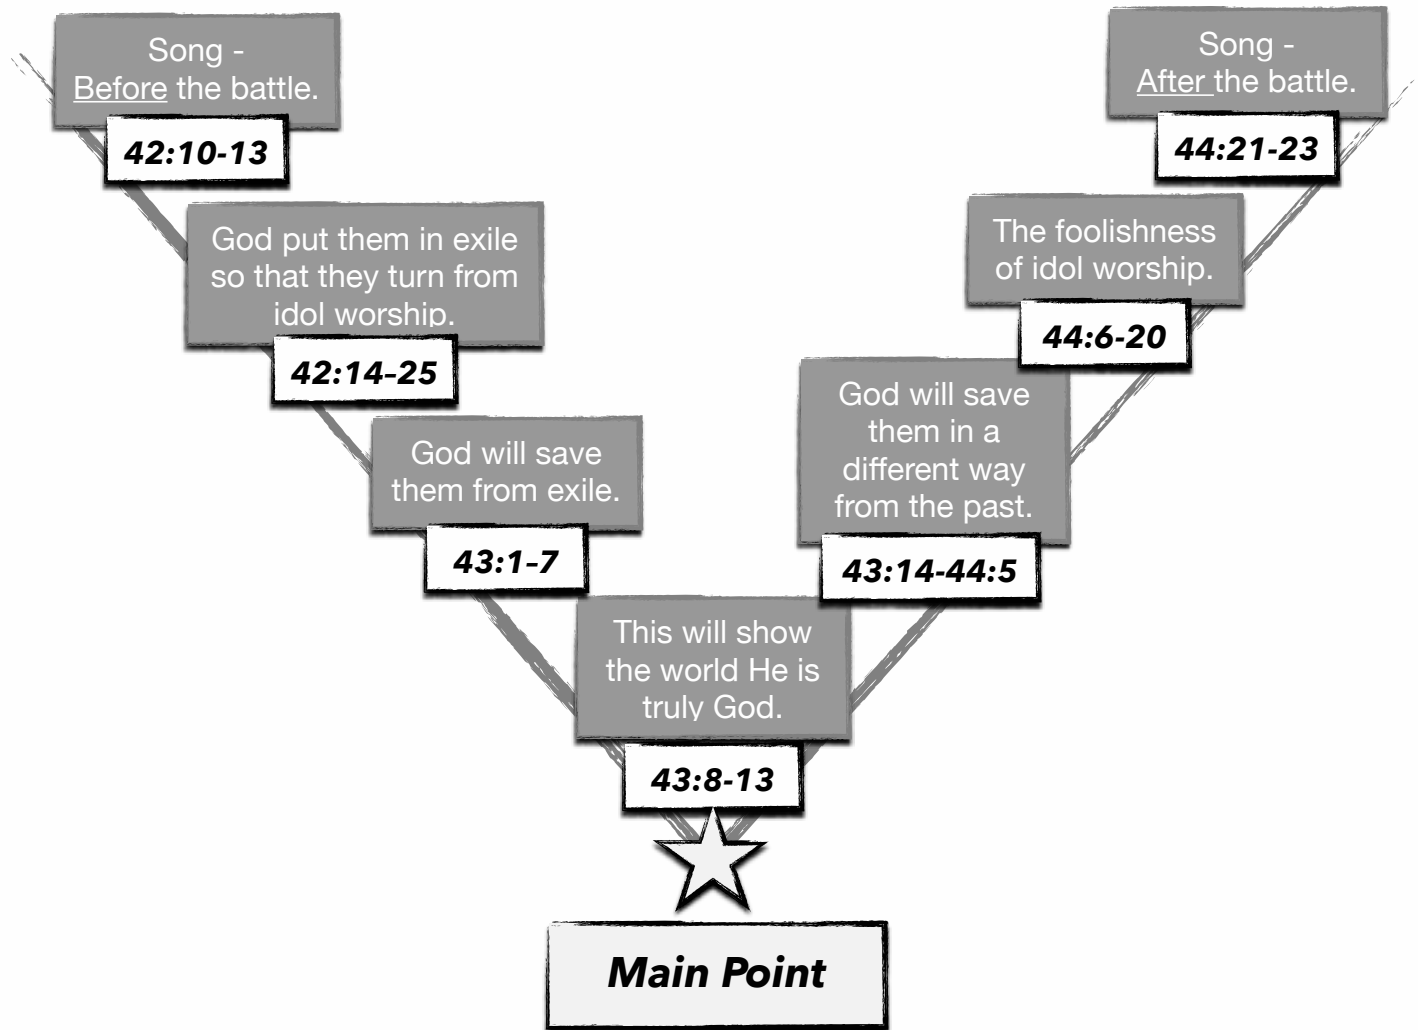 Song -
Before the battle.
42:10-13
God put them in exile
so that they turn from
idol worship.
42:14–25
God will save
them from exile.
43:1–7
This will show
the world He is
truly God.
43:8-13
Main Point
God will save
them in a
different way
from the past.
43:14-44:5
The foolishness
of idol worship.
44:6-20
Song -
After the battle.
44:21-23